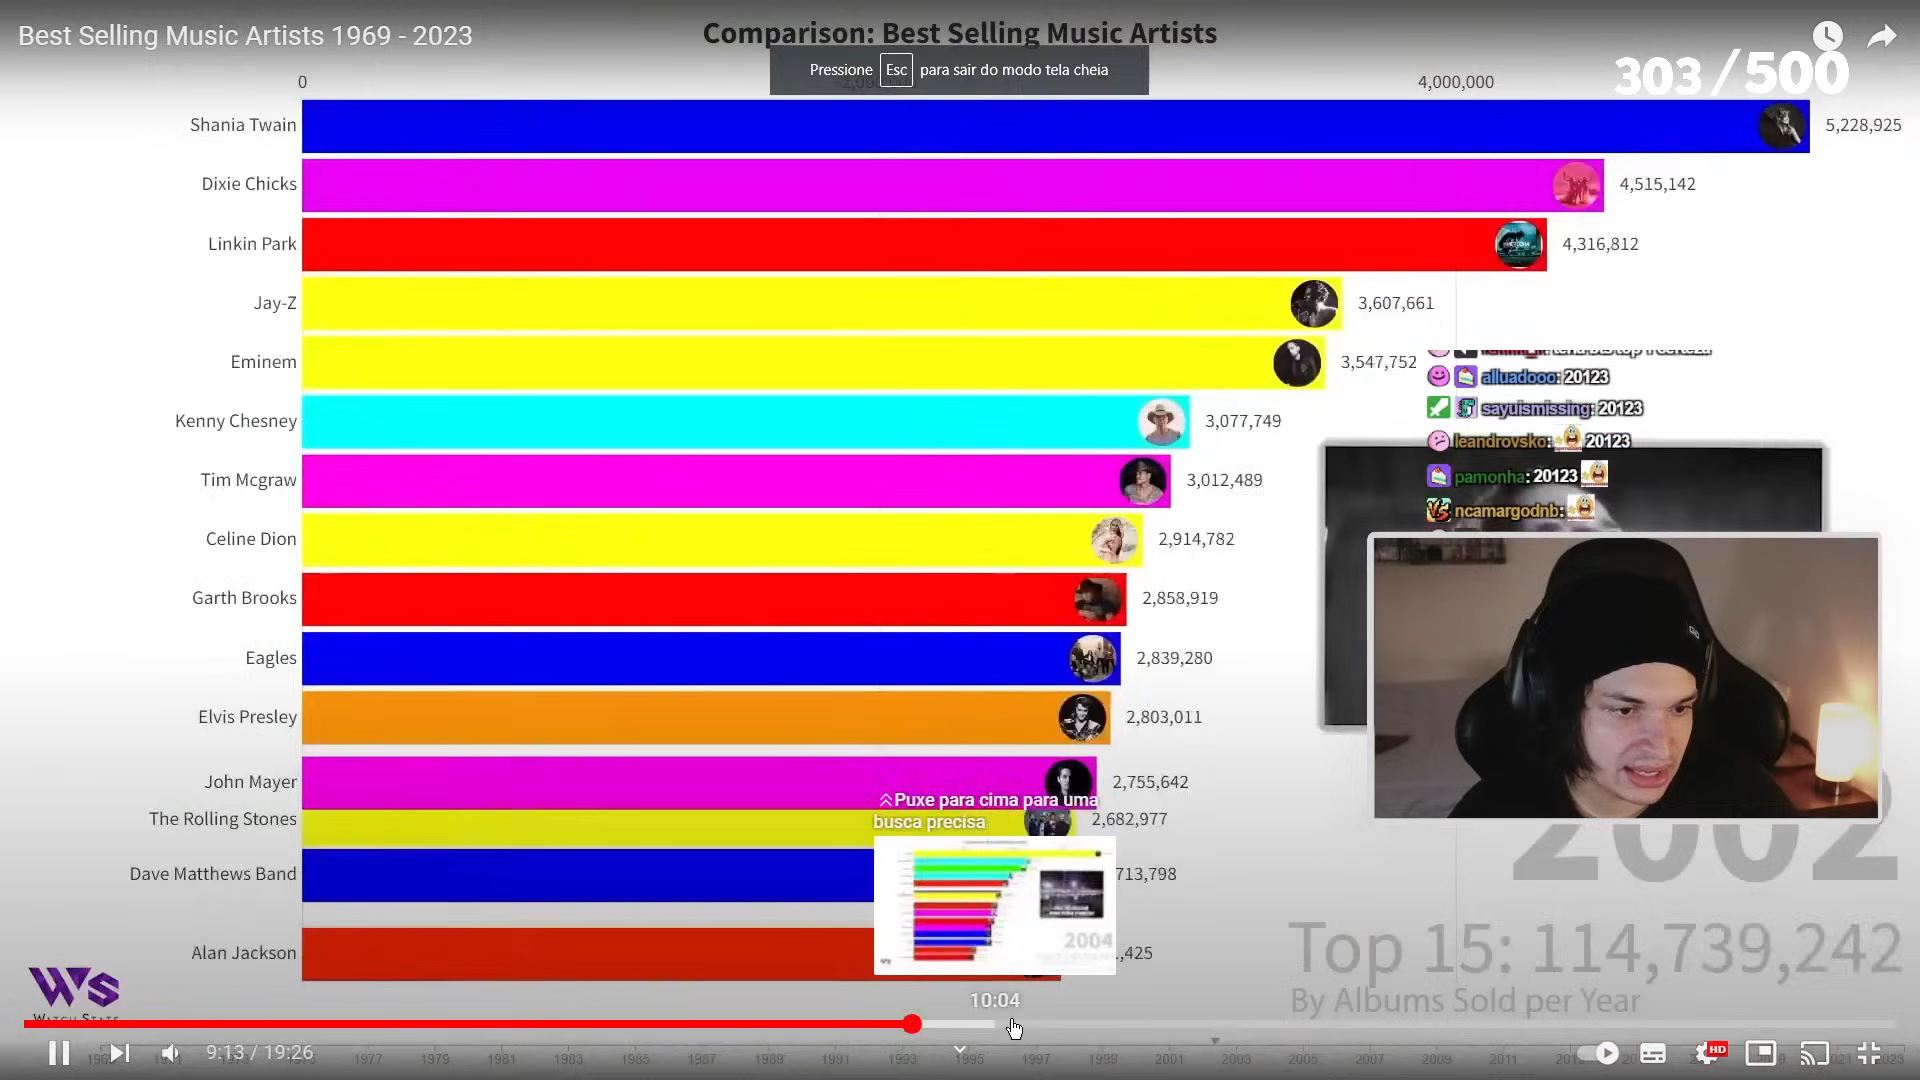 Best Selling Music Artists 1969 - 2023
Comparison: Best Selling Music Artists
Pressione Esc para sair do modo tela cheia
303 / 500
0
4,000,000
Shania Twain 5,228,925
Dixie Chicks 4,515,142
Linkin Park 4,316,812
Jay-Z 3,607,661
Eminem 3,547,752
alluadooo: 20123
sayuismissing: 20123
Kenny Chesney 3,077,749
leandrovsko: 20123
Tim Mcgraw 3,012,489
pamonha: 20123
ncamargodnb:
Celine Dion 2,914,782
Garth Brooks 2,858,919
Eagles 2,839,280
Elvis Presley 2,803,011
John Mayer 2,755,642
Puxe para cima para uma
busca precisa
The Rolling Stones 2,682,977
Dave Matthews Band 713,798
2002
2004
Alan Jackson ,425
Top 15: 114,739,242
By Albums Sold per Year
WS
WATCH STATS
10:04
9:13 / 19:26
1977 1979 1981 1983 1985 1987 1989 1991 1993 1995 1997 1999 2001 2003 2005 2007 2009 2011
HD